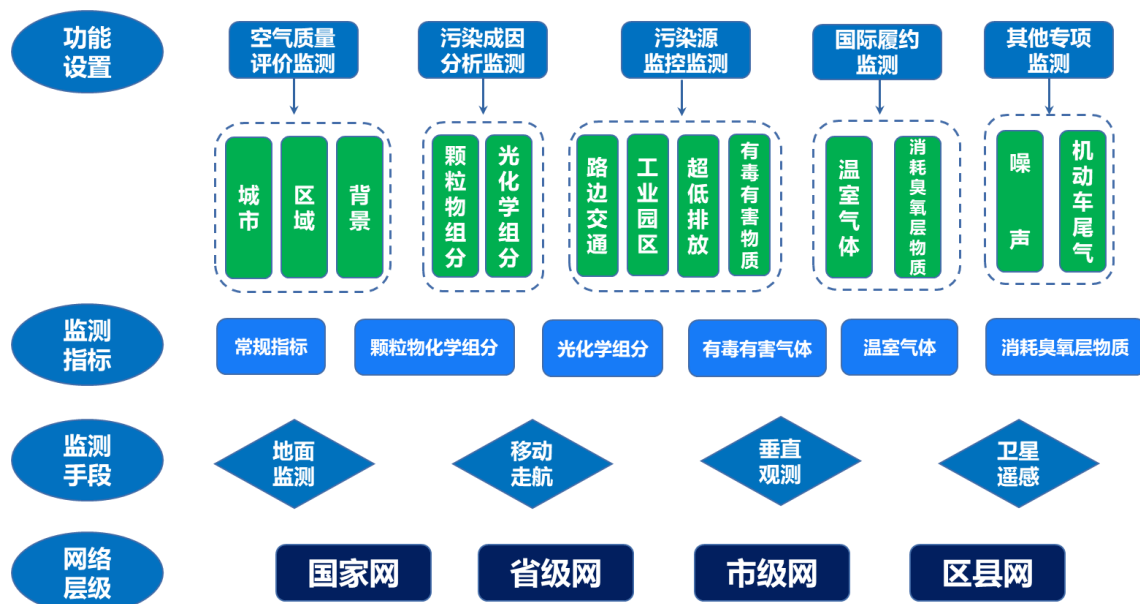 功能
设置
空气质量
评价监测
污染成因
分析监测
污染源
监控监测
国际履约
监测
其他专项
监测
城市
区域
背景
颗粒物组分
光化学组分
路边交通
工业园区
超低排放
有毒有害物质
温室气体
消耗臭氧层物质
噪声
机动车尾气
监测
指标
常规指标
颗粒物化学组分
光化学组分
有毒有害气体
温室气体
消耗臭氧层物质
监测
手段
地面
监测
移动
走航
垂直
观测
卫星
遥感
网络
层级
国家网
省级网
市级网
区县网